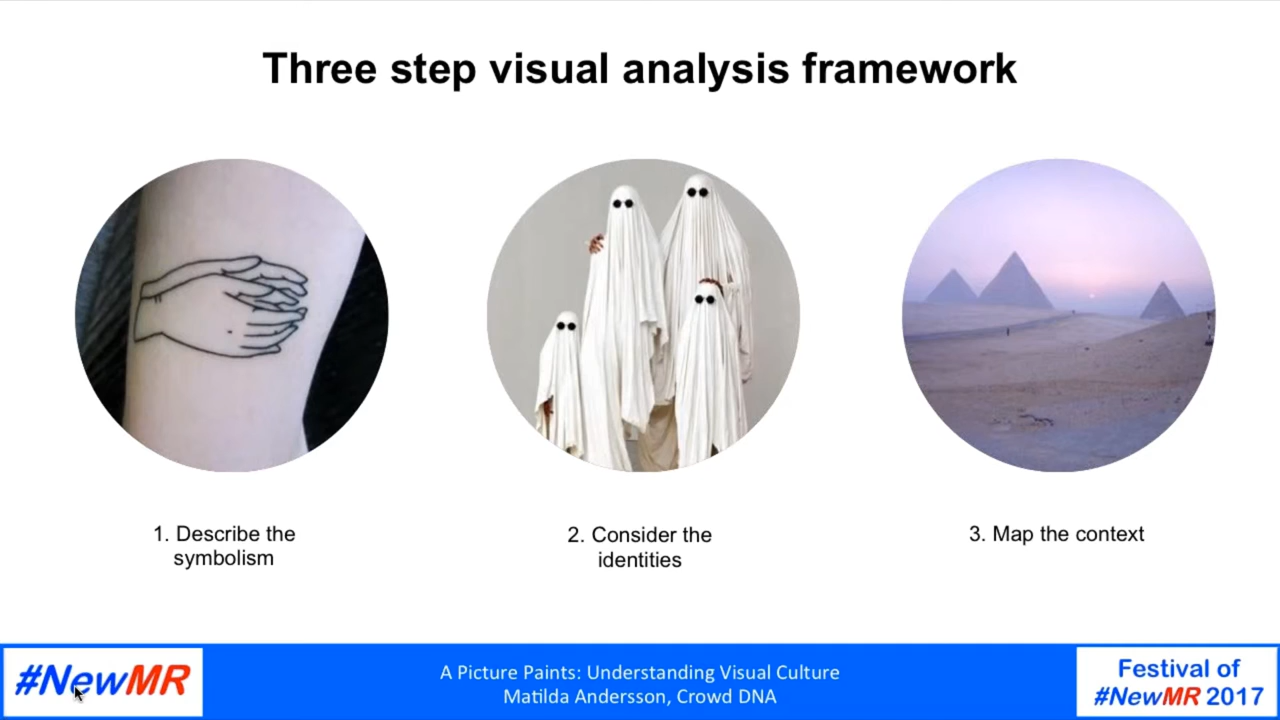 Three step visual analysis framework
1. Describe the
symbolism
2. Consider the
identities
3. Map the context
#NewMR
A Picture Paints: Understanding Visual Culture
Matilda Andersson, Crowd DNA
Festival of
#NewMR 2017